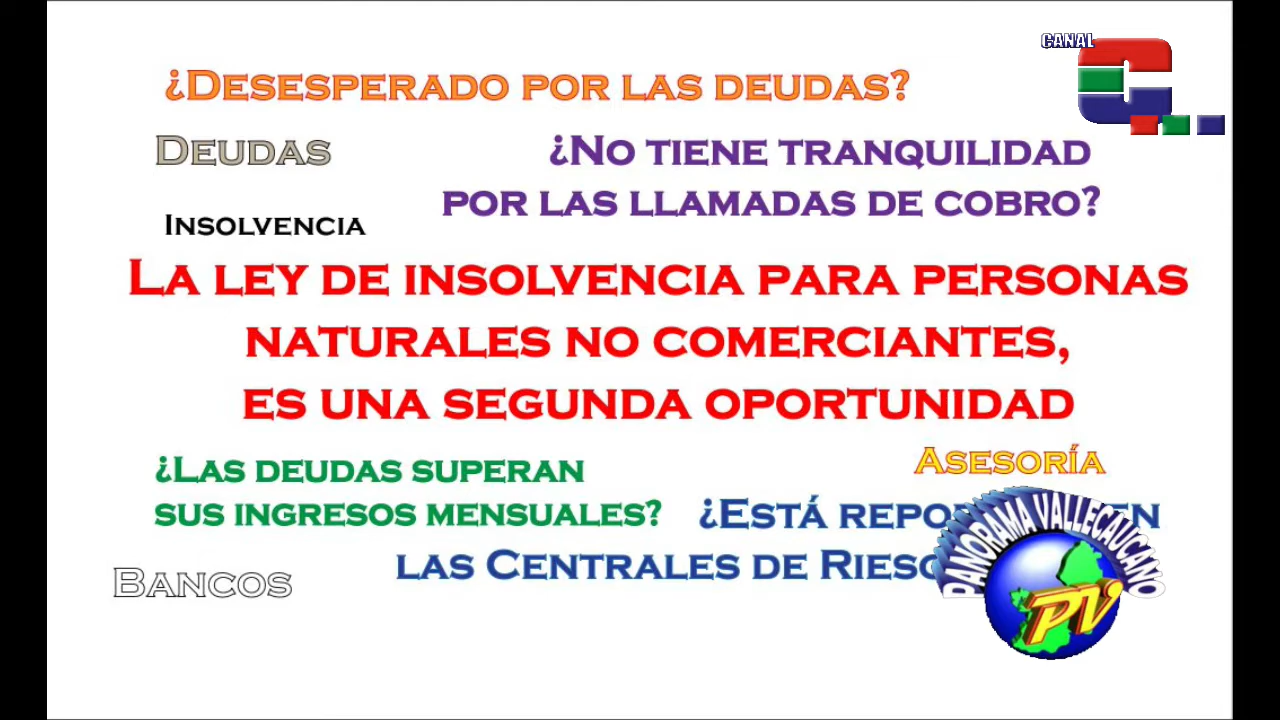 CANAL
C...
¿DESESPERADO POR LAS DEUDAS?
DEUDAS
¿NO TIENE TRANQUILIDAD
POR LAS LLAMADAS DE COBRO?
INSOLVENCIA
LA LEY DE INSOLVENCIA PARA PERSONAS
NATURALES NO COMERCIANTES,
ES UNA SEGUNDA OPORTUNIDAD
¿LAS DEUDAS SUPERAN
SUS INGRESOS MENSUALES?
ASESORÍA
¿ESTÁ EN
LAS CENTRALES DE
BANCOS
PANORAMA VALLECAUCANO
PV